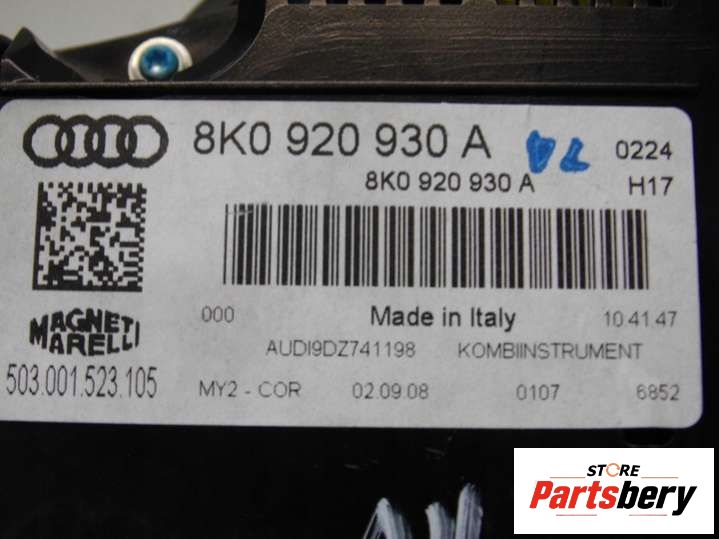 8K0 920 930 A 0224
8K0 920 930 A H17
000 Made in Italy 10 41 47
MAGNETI
MARELLI
AUDI9DZ741198 KOMBIINSTRUMENT
503.001.523.105
MY2 - COR 02.09.08 0107 6852
STORE
Partsbery